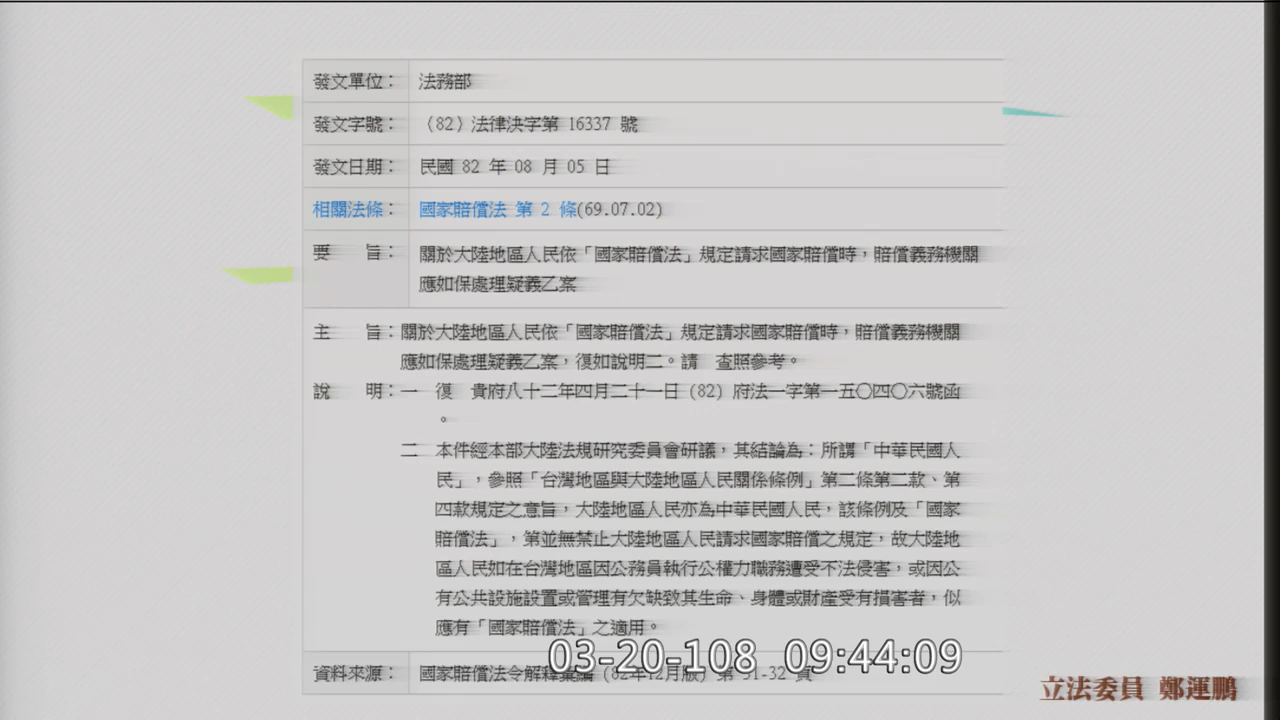 發文單位： 法務部
發文字號： （82）法律決字第 16337 號
發文日期： 民國 82 年 08 月 05 日
相關法條： 國家賠償法 第 2 條(69.07.02)
要　　旨： 關於大陸地區人民依「國家賠償法」規定請求國家賠償時，賠償義務機關
應如保處理疑義乙案
主　　旨：關於大陸地區人民依「國家賠償法」規定請求國家賠償時，賠償義務機關
應如保處理疑義乙案，復如說明二。請　查照參考。
說　　明：一　復　貴府八十二年四月二十一日（82）府法一字第一五〇四〇六號函
。
二　本件經本部大陸法規研究委員會研議，其結論為：所謂「中華民國人
民」，參照「台灣地區與大陸地區人民關係條例」第二條第二款、第
四款規定之意旨，大陸地區人民亦為中華民國人民，該條例及「國家
賠償法」，第並無禁止大陸地區人民請求國家賠償之規定，故大陸地
區人民如在台灣地區因公務員執行公權力職務遭受不法侵害，或因公
有公共設施設置或管理有欠缺致其生命、身體或財產受有損害者，似
應有「國家賠償法」之適用。
資料來源： 國家賠償法令解釋彙編（82年12月版）第 31-32 頁
03-20-108 09:44:09
立法委員 鄭運鵬